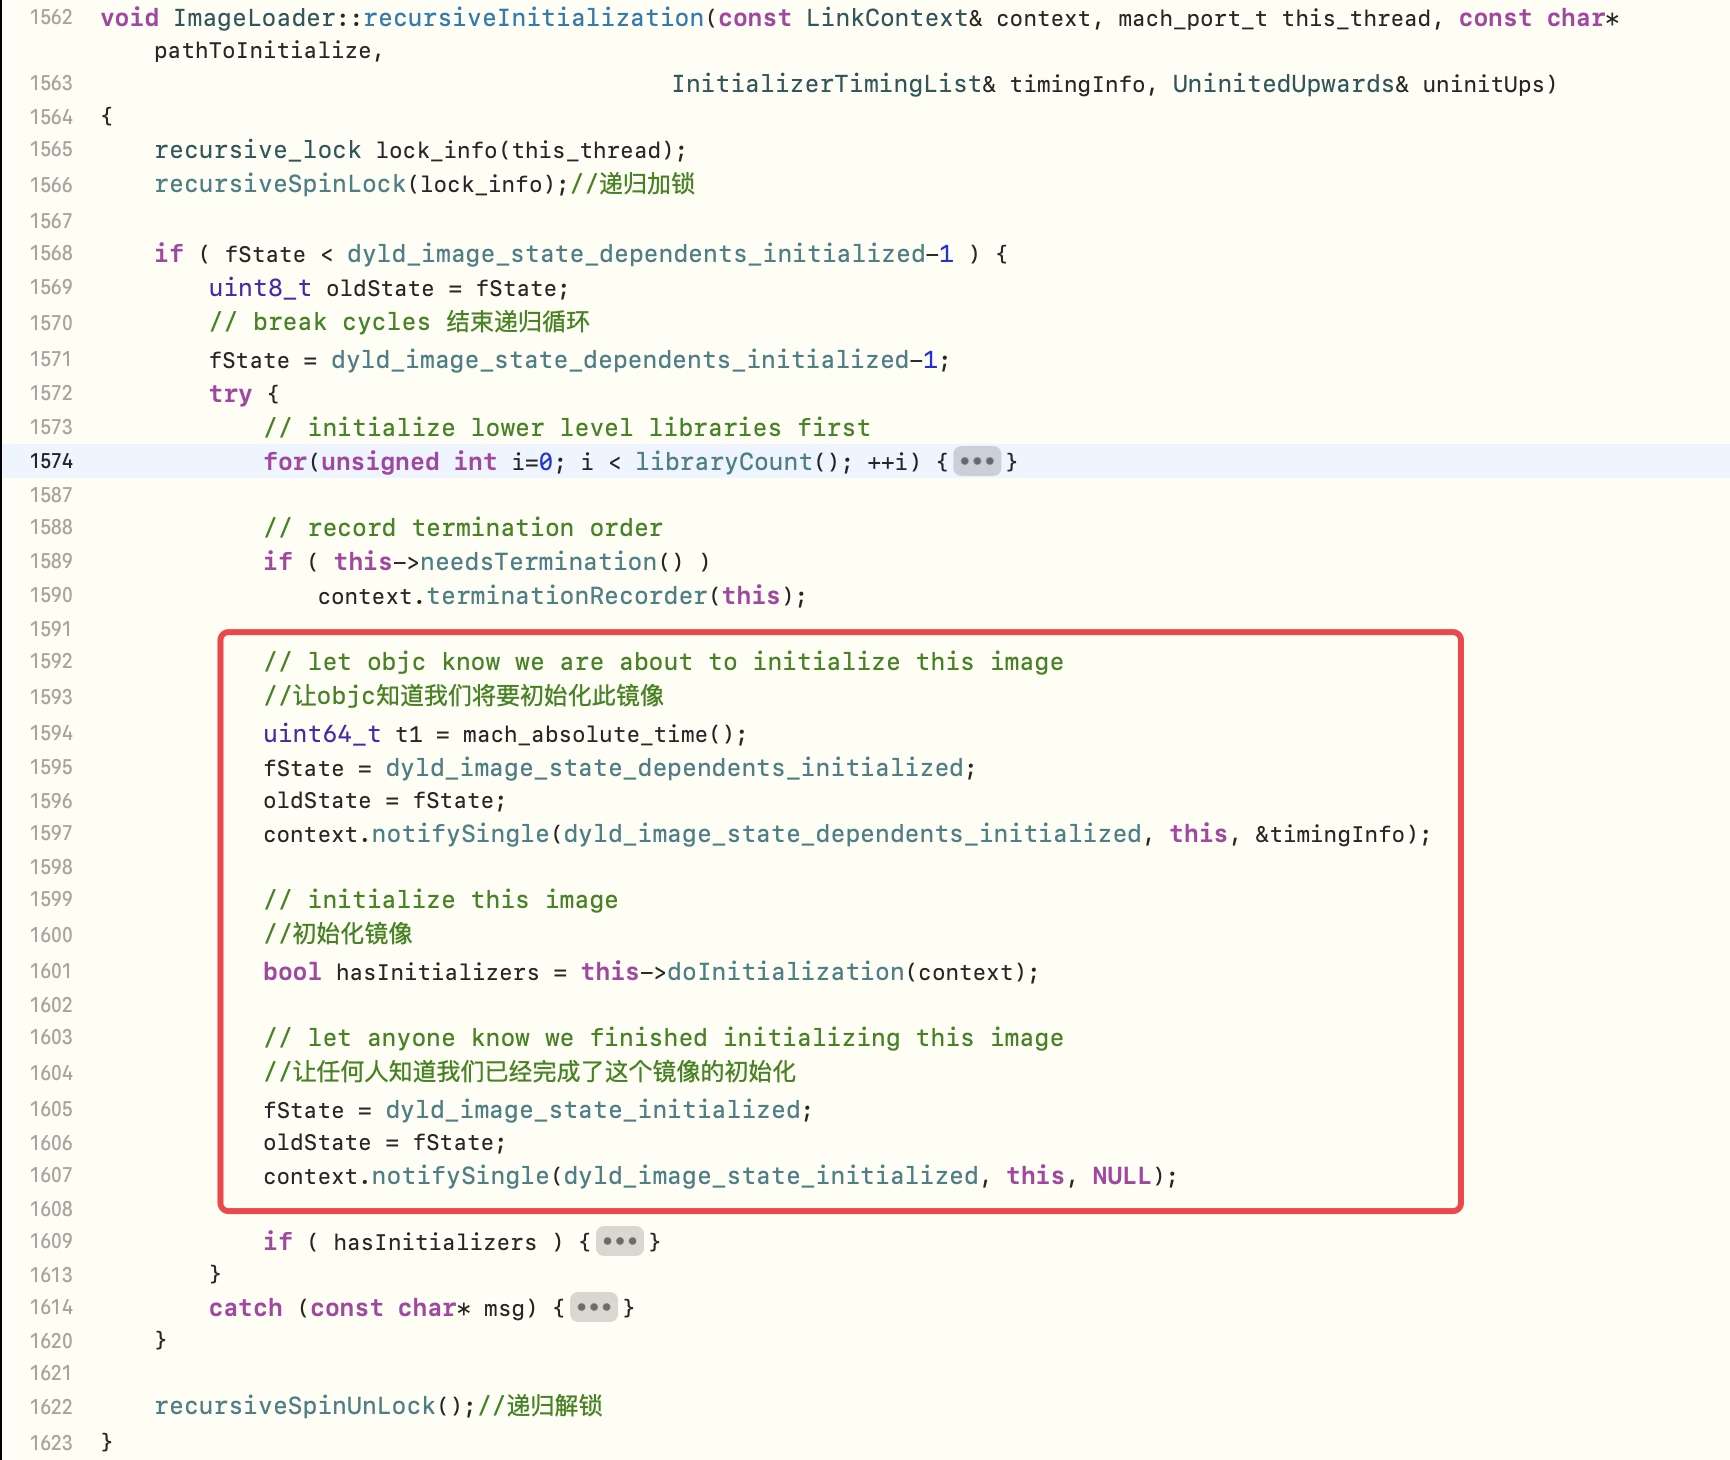 1562 void ImageLoader::recursiveInitialization(const LinkContext& context, mach_port_t this_thread, const char*
pathToInitialize,
1563 InitializerTimingList& timingInfo, UninitedUpwards& uninitUps)
1564 {
1565 recursive_lock lock_info(this_thread);
1566 recursiveSpinLock(lock_info);//递归加锁
1567
1568 if ( fState < dyld_image_state_dependents_initialized-1 ) {
1569 uint8_t oldState = fState;
1570 // break cycles 结束递归循环
1571 fState = dyld_image_state_dependents_initialized-1;
1572 try {
1573 // initialize lower level libraries first
1574 for(unsigned int i=0; i < libraryCount(); ++i) {•••}
1587
1588 // record termination order
1589 if ( this->needsTermination() )
1590 context.terminationRecorder(this);
1591
1592 // let objc know we are about to initialize this image
1593 //让objc知道我们将要初始化此镜像
1594 uint64_t t1 = mach_absolute_time();
1595 fState = dyld_image_state_dependents_initialized;
1596 oldState = fState;
1597 context.notifySingle(dyld_image_state_dependents_initialized, this, &timingInfo);
1598
1599 // initialize this image
1600 //初始化镜像
1601 bool hasInitializers = this->doInitialization(context);
1602
1603 // let anyone know we finished initializing this image
1604 //让任何人知道我们已经完成了这个镜像的初始化
1605 fState = dyld_image_state_initialized;
1606 oldState = fState;
1607 context.notifySingle(dyld_image_state_initialized, this, NULL);
1608
1609 if ( hasInitializers ) {•••}
1613 }
1614 catch (const char* msg) {•••}
1620 }
1621
1622 recursiveSpinUnLock();//递归解锁
1623 }